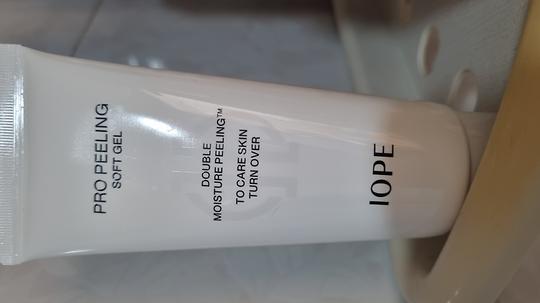 PRO PEELING
SOFT GEL
DOUBLE
MOISTURE PEELING™
TO CARE SKIN
TURN OVER
IOPE